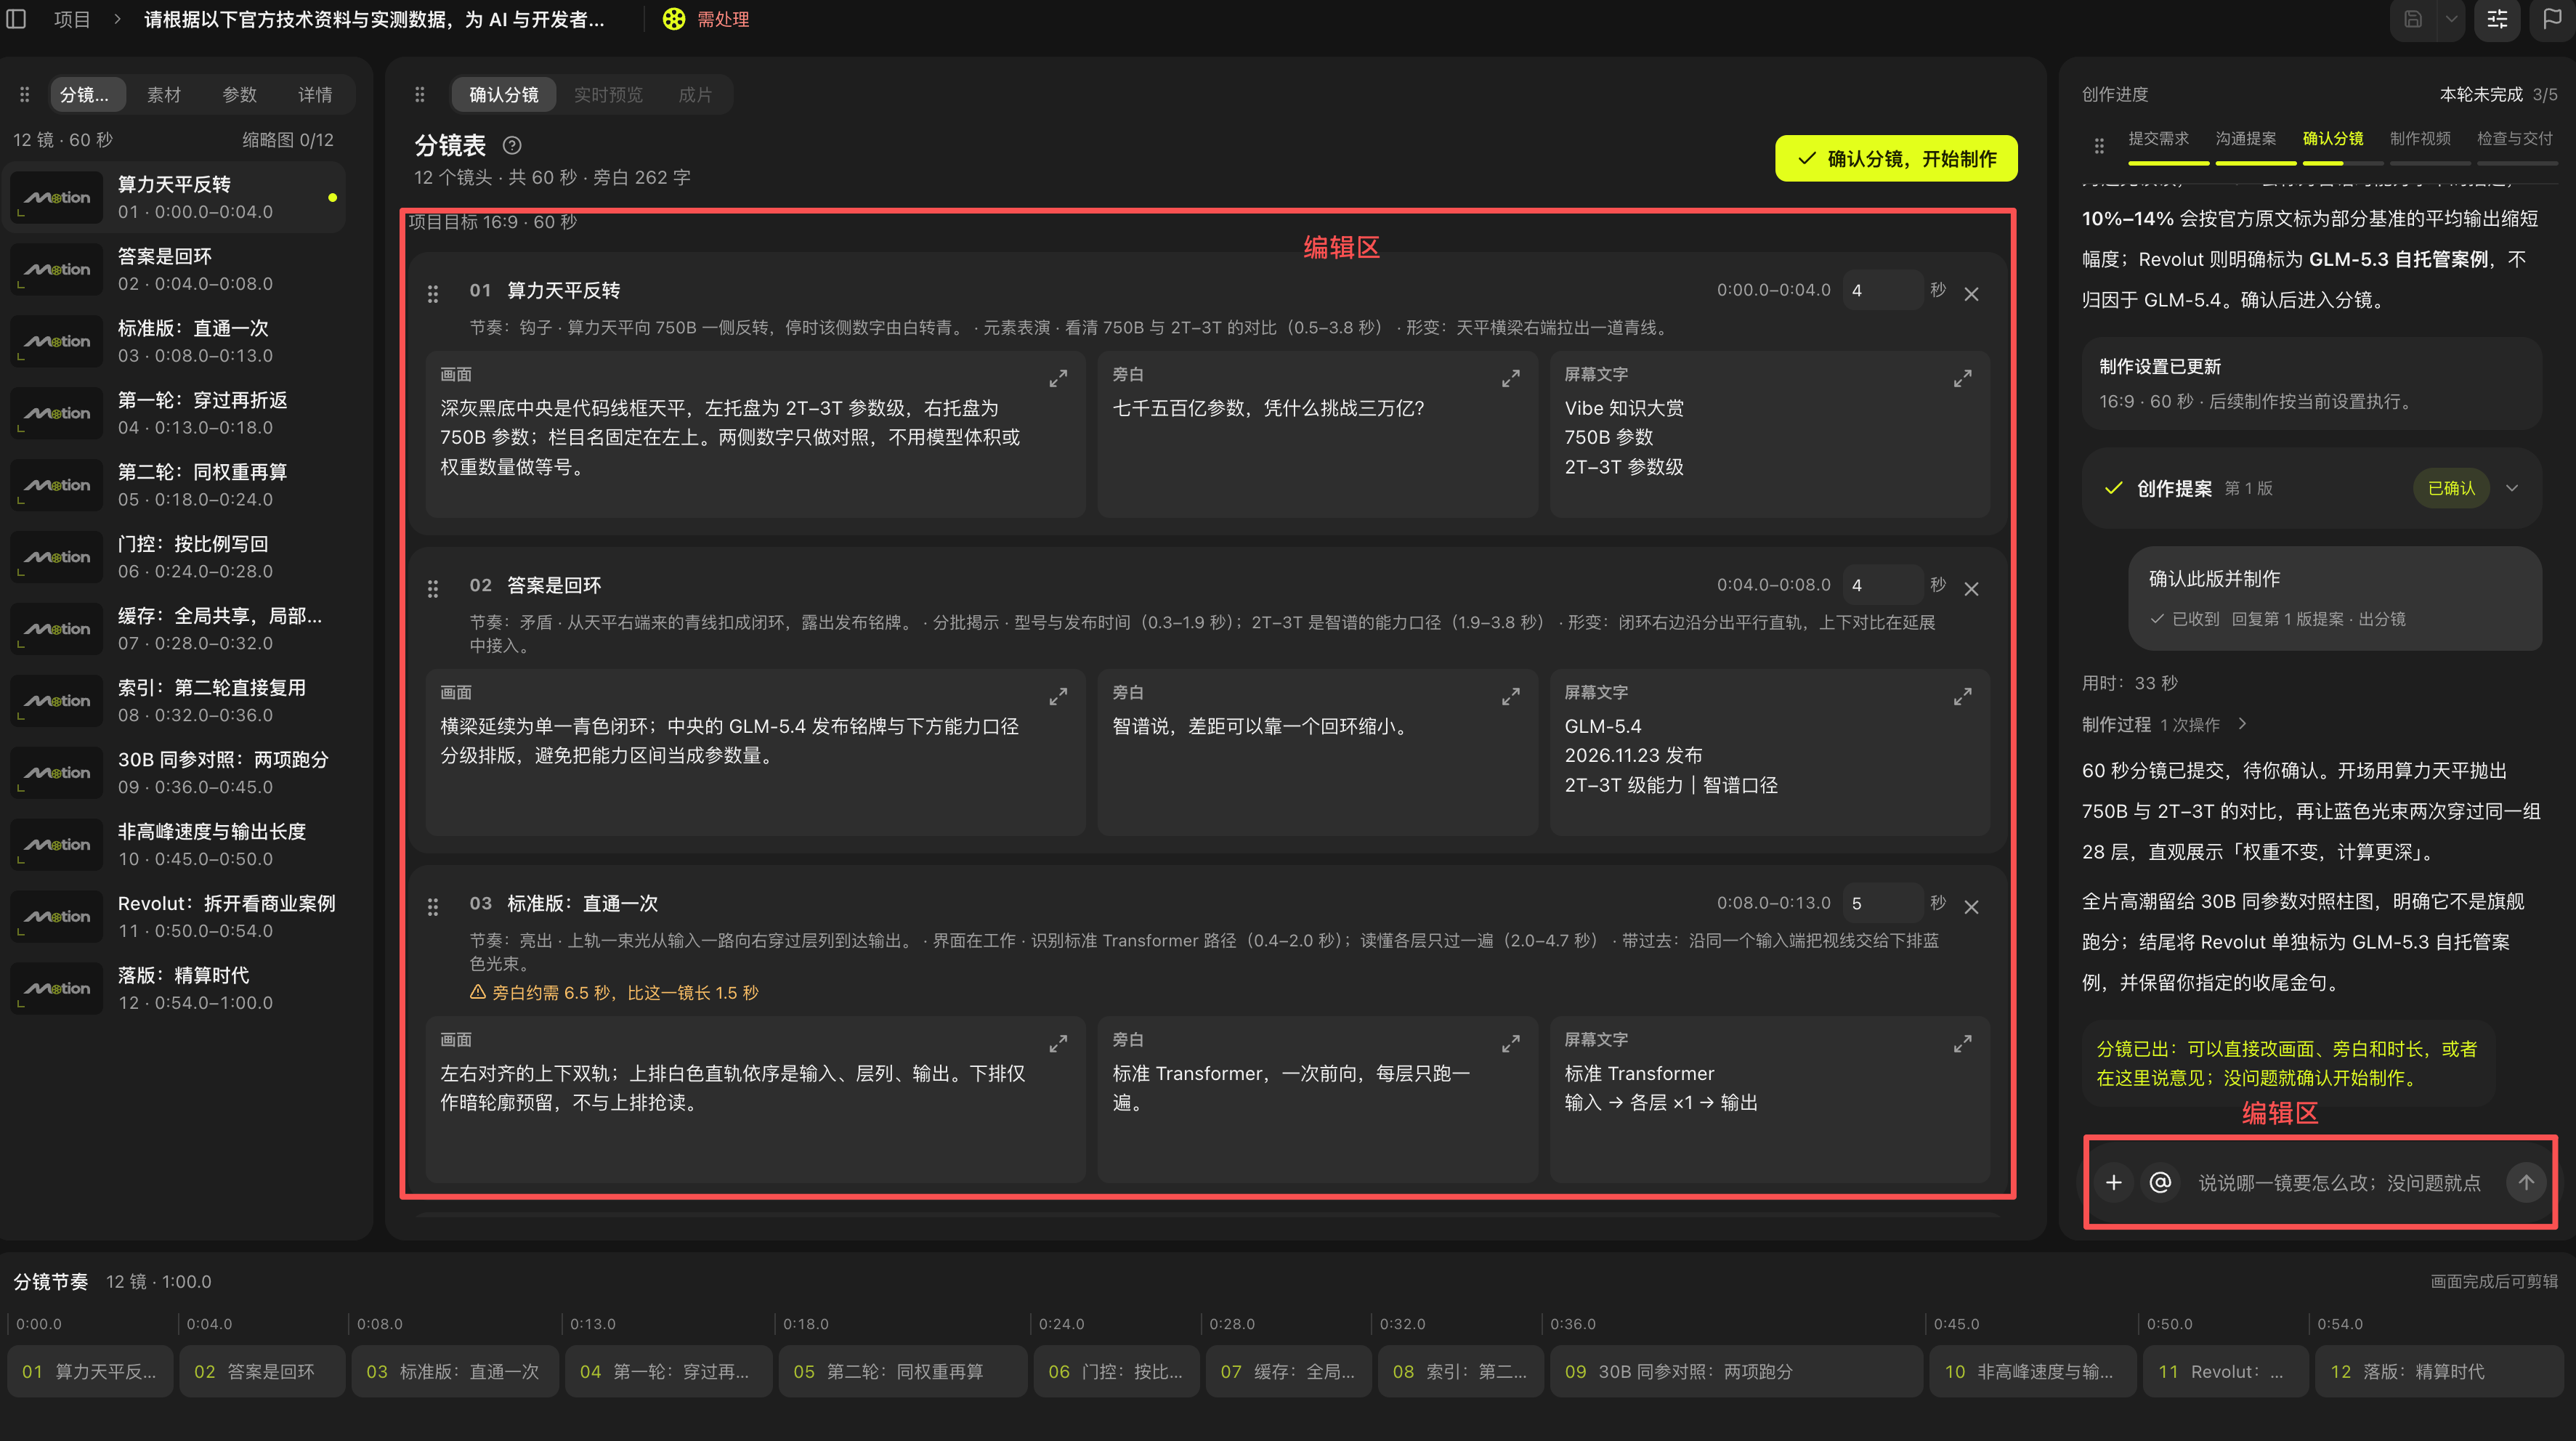 项目 > 请根据以下官方技术资料与实测数据，为 AI 与开发者... 需处理
分镜... 素材 参数 详情
12 镜 · 60 秒 缩略图 0/12
Motion 算力天平反转
01 · 0:00.0–0:04.0
Motion 答案是回环
02 · 0:04.0–0:08.0
Motion 标准版：直通一次
03 · 0:08.0–0:13.0
Motion 第一轮：穿过再折返
04 · 0:13.0–0:18.0
Motion 第二轮：同权重再算
05 · 0:18.0–0:24.0
Motion 门控：按比例写回
06 · 0:24.0–0:28.0
Motion 缓存：全局共享，局部...
07 · 0:28.0–0:32.0
Motion 索引：第二轮直接复用
08 · 0:32.0–0:36.0
Motion 30B 同参对照：两项跑分
09 · 0:36.0–0:45.0
Motion 非高峰速度与输出长度
10 · 0:45.0–0:50.0
Motion Revolut：拆开看商业案例
11 · 0:50.0–0:54.0
Motion 落版：精算时代
12 · 0:54.0–1:00.0
确认分镜 实时预览 成片
分镜表
12 个镜头 · 共 60 秒 · 旁白 262 字
确认分镜，开始制作
项目目标 16:9 · 60 秒
编辑区
01 算力天平反转 0:00.0–0:04.0 4 秒
节奏：钩子 · 算力天平向 750B 一侧反转，停时该侧数字由白转青。 · 元素表演 · 看清 750B 与 2T–3T 的对比（0.5–3.8 秒） · 形变：天平横梁右端拉出一道青线。
画面
深灰黑底中央是代码线框天平，左托盘为 2T–3T 参数级，右托盘为
750B 参数；栏目名固定在左上。两侧数字只做对照，不用模型体积或
权重数量做等号。
旁白
七千五百亿参数，凭什么挑战三万亿？
屏幕文字
Vibe 知识大赏
750B 参数
2T–3T 参数级
02 答案是回环 0:04.0–0:08.0 4 秒
节奏：矛盾 · 从天平右端来的青线扣成闭环，露出发布铭牌。 · 分批揭示 · 型号与发布时间（0.3–1.9 秒）；2T–3T 是智谱的能力口径（1.9–3.8 秒） · 形变：闭环右边沿分出平行直轨，上下对比在延展
中接入。
画面
横梁延续为单一青色闭环；中央的 GLM-5.4 发布铭牌与下方能力口径
分级排版，避免把能力区间当成参数量。
旁白
智谱说，差距可以靠一个回环缩小。
屏幕文字
GLM-5.4
2026.11.23 发布
2T–3T 级能力｜智谱口径
03 标准版：直通一次 0:08.0–0:13.0 5 秒
节奏：亮出 · 上轨一束光从输入一路向右穿过层列到达输出。 · 界面在工作 · 识别标准 Transformer 路径（0.4–2.0 秒）；读懂各层只过一遍（2.0–4.7 秒） · 带过去：沿同一个输入端把视线交给下排蓝
色光束。
旁白约需 6.5 秒，比这一镜长 1.5 秒
画面
左右对齐的上下双轨；上排白色直轨依序是输入、层列、输出。下排仅
作暗轮廓预留，不与上排抢读。
旁白
标准 Transformer，一次前向，每层只跑一
遍。
屏幕文字
标准 Transformer
输入 → 各层 ×1 → 输出
创作进度 本轮未完成 3/5
提交需求 沟通提案 确认分镜 制作视频 检查与交付
10%–14% 会按官方原文标为部分基准的平均输出缩短
幅度；Revolut 则明确标为 GLM-5.3 自托管案例，不
归因于 GLM-5.4。确认后进入分镜。
制作设置已更新
16:9 · 60 秒 · 后续制作按当前设置执行。
创作提案 第 1 版 已确认
确认此版并制作
已收到 回复第 1 版提案 · 出分镜
用时：33 秒
制作过程 1 次操作 >
60 秒分镜已提交，待你确认。开场用算力天平抛出
750B 与 2T–3T 的对比，再让蓝色光束两次穿过同一组
28 层，直观展示「权重不变，计算更深」。
全片高潮留给 30B 同参数对照柱图，明确它不是旗舰
跑分；结尾将 Revolut 单独标为 GLM-5.3 自托管案
例，并保留你指定的收尾金句。
分镜已出：可以直接改画面、旁白和时长，或者
在这里说意见；没问题就确认开始制作。
编辑区
+ @ 说说哪一镜要怎么改；没问题就点
分镜节奏 12 镜 · 1:00.0 画面完成后可剪辑
0:00.0 0:04.0 0:08.0 0:13.0 0:18.0 0:24.0 0:28.0 0:32.0 0:36.0 0:45.0 0:50.0 0:54.0
01 算力天平反... 02 答案是回环 03 标准版：直通一次 04 第一轮：穿过再... 05 第二轮：同权重再算 06 门控：按比... 07 缓存：全局... 08 索引：第二... 09 30B 同参对照：两项跑分 10 非高峰速度与输... 11 Revolut：... 12 落版：精算时代